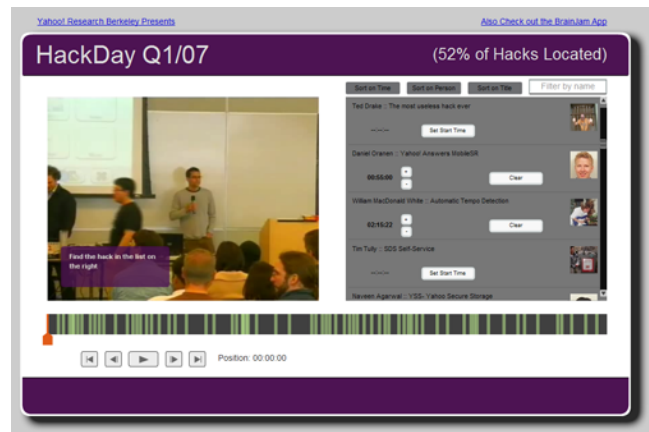 Yahoo! Research Berkeley Presents
Also Check out the BrainJam App
HackDay Q1/07
(52% of Hacks Located)
Sort on Time
Sort on Person
Sort on Title
Filter by name
Ted Drake :: The most useless hack ever
--:--:--
Set Start Time
Daniel Oranen :: Yahoo! Answers MobileSR
00:55:00
+
-
Clear
William MacDonald White :: Automatic Tempo Detection
02:15:22
+
-
Clear
Tim Tully :: SDS Self-Service
--:--:--
Set Start Time
Naveen Agarwal :: YSS- Yahoo Secure Storage
Find the hack in the list on
the right
Position: 00:00:00